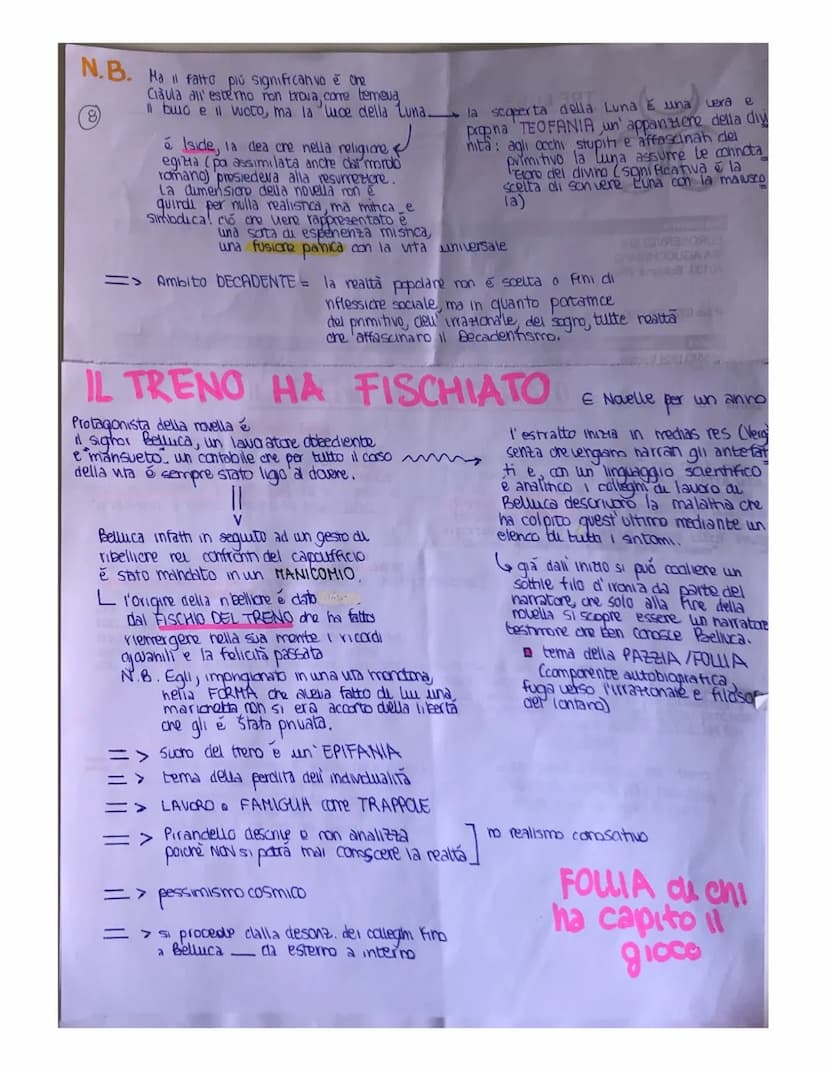 N.B. Ma il fatto più significativo è che
Ciàula all'esterno non trova, come temeva
8
il buio e il vuoto, ma la luce della Luna
è Iside, la dea che nella religione
egizia (poi assimilata anche dal mondo
romano) presiedeva alla resurrezione.
La dimensione della novella non è
quindi per nulla realistica, ma mitica e
simbolica: ciò che viene rappresentato è
una sorta di esperienza mistica,
una fusione panica con la vita universale
la scoperta della Luna è una vera e
propria TEOFANIA, un'apparizione della divi
nità: agli occhi stupiti e affascinati del
primitivo la Luna assume le connota
zioni del divino (significativa è la
scelta di scrivere Luna con la maiusco
la)
=> Ambito DECADENTE = la realtà popolare non è scelta a fini di
riflessione sociale, ma in quanto portatrice
del primitivo, dell'irrazionale, del sogno, tutte realtà
che affascinano il Decadentismo.
IL TRENO HA FISCHIATO ∈ Novelle per un anno
Protagonista della novella è
il signor Belluca, un lavoratore obbediente
e "mansueto" un contabile che per tutto il corso
della vita è sempre stato ligio al dovere.
Belluca infatti in seguito ad un gesto di
ribellione nei confronti del capoufficio
è stato mandato in un MANICOMIO.
l'origine della ribellione è dato
dal FISCHIO DEL TRENO che ha fatto
riemergere nella sua mente i ricordi
giovanili e la felicità passata
N.B. Egli, imprigionato in una vita monotona,
nella FORMA che aveva fatto di lui una
marionetta non si era accorto della libertà
che gli è stata privata.
=> Suono del treno è un' EPIFANIA
=> tema della perdita dell'individualità
=> LAVORO e FAMIGLIA come TRAPPOLE
=> Pirandello descrive e non analizza
poichè NON si potrà mai conoscere la realtà
no realismo conoscitivo
=> pessimismo cosmico
=> si procede dalla descriz. dei colleghi fino
a Belluca — da esterno a interno
l'estratto inizia in medias res (Verg
senza che vengano narrati gli antefat
ti e, con un linguaggio scientifico
e analitico i colleghi di lavoro di
Belluca descrivono la malattia che
ha colpito quest'ultimo mediante un
elenco di tutti i sintomi.
già dall'inizio si può cogliere un
sottile filo d'ironia da parte del
narratore, che solo alla fine della
novella si scopre essere un narratore
testimone che ben conosce Belluca.
tema della PAZZIA/FOLLIA
(componente autobiografica,
fuga verso l'irrazionale e filosof
del lontano)
FOLLIA di chi
ha capito il
gioco